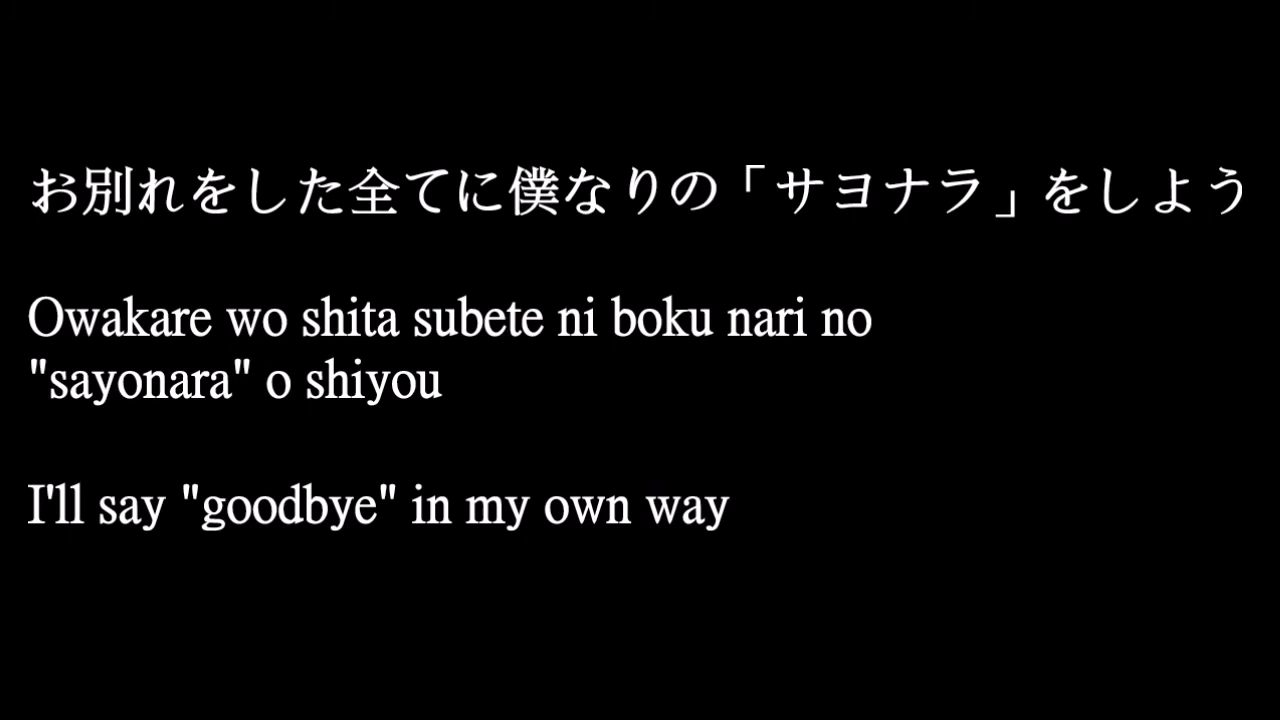 お別れをした全てに僕なりの「サヨナラ」をしよう
Owakare wo shita subete ni boku nari no
"sayonara" o shiyou
I'll say "goodbye" in my own way